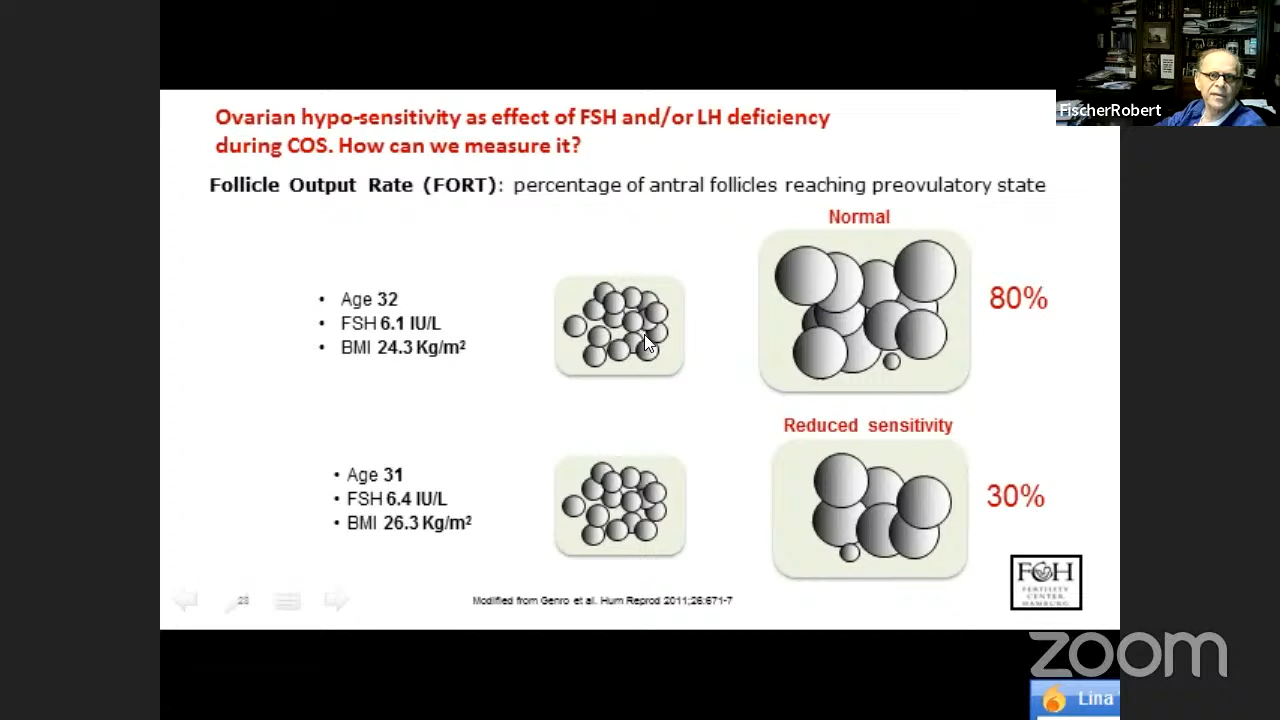 Ovarian hypo-sensitivity as effect of FSH and/or LH deficiency
during COS. How can we measure it?
FischerRobert
Follicle Output Rate (FORT): percentage of antral follicles reaching preovulatory state
Normal
• Age 32
• FSH 6.1 IU/L
• BMI 24.3 Kg/m²
80%
Reduced sensitivity
• Age 31
• FSH 6.4 IU/L
• BMI 26.3 Kg/m²
30%
FCH
FERTILITY
CENTER
HAMBURG
28
Modified from Genro et al. Hum Reprod 2011;26:671-7
zoom
Lina